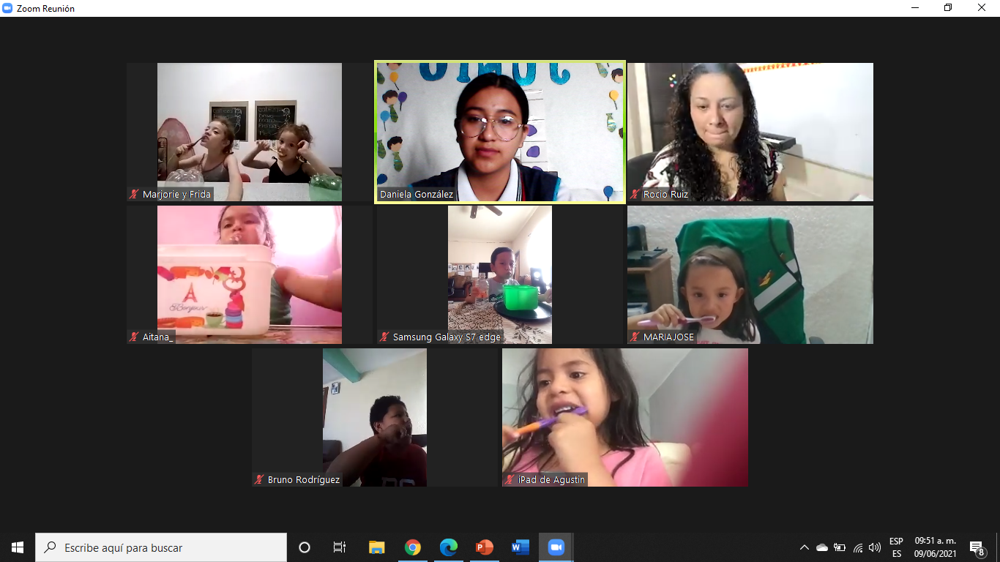 Zoom Reunión
Marjorie y Frida
Daniela González
Rocio Ruiz
Bonjour
Aitana_
Samsung Galaxy S7 edge
MARIAJOSE
Bruno Rodríguez
iPad de Agustin
Escribe aquí para buscar
ESP
ES
09:51 a. m.
09/06/2021
8